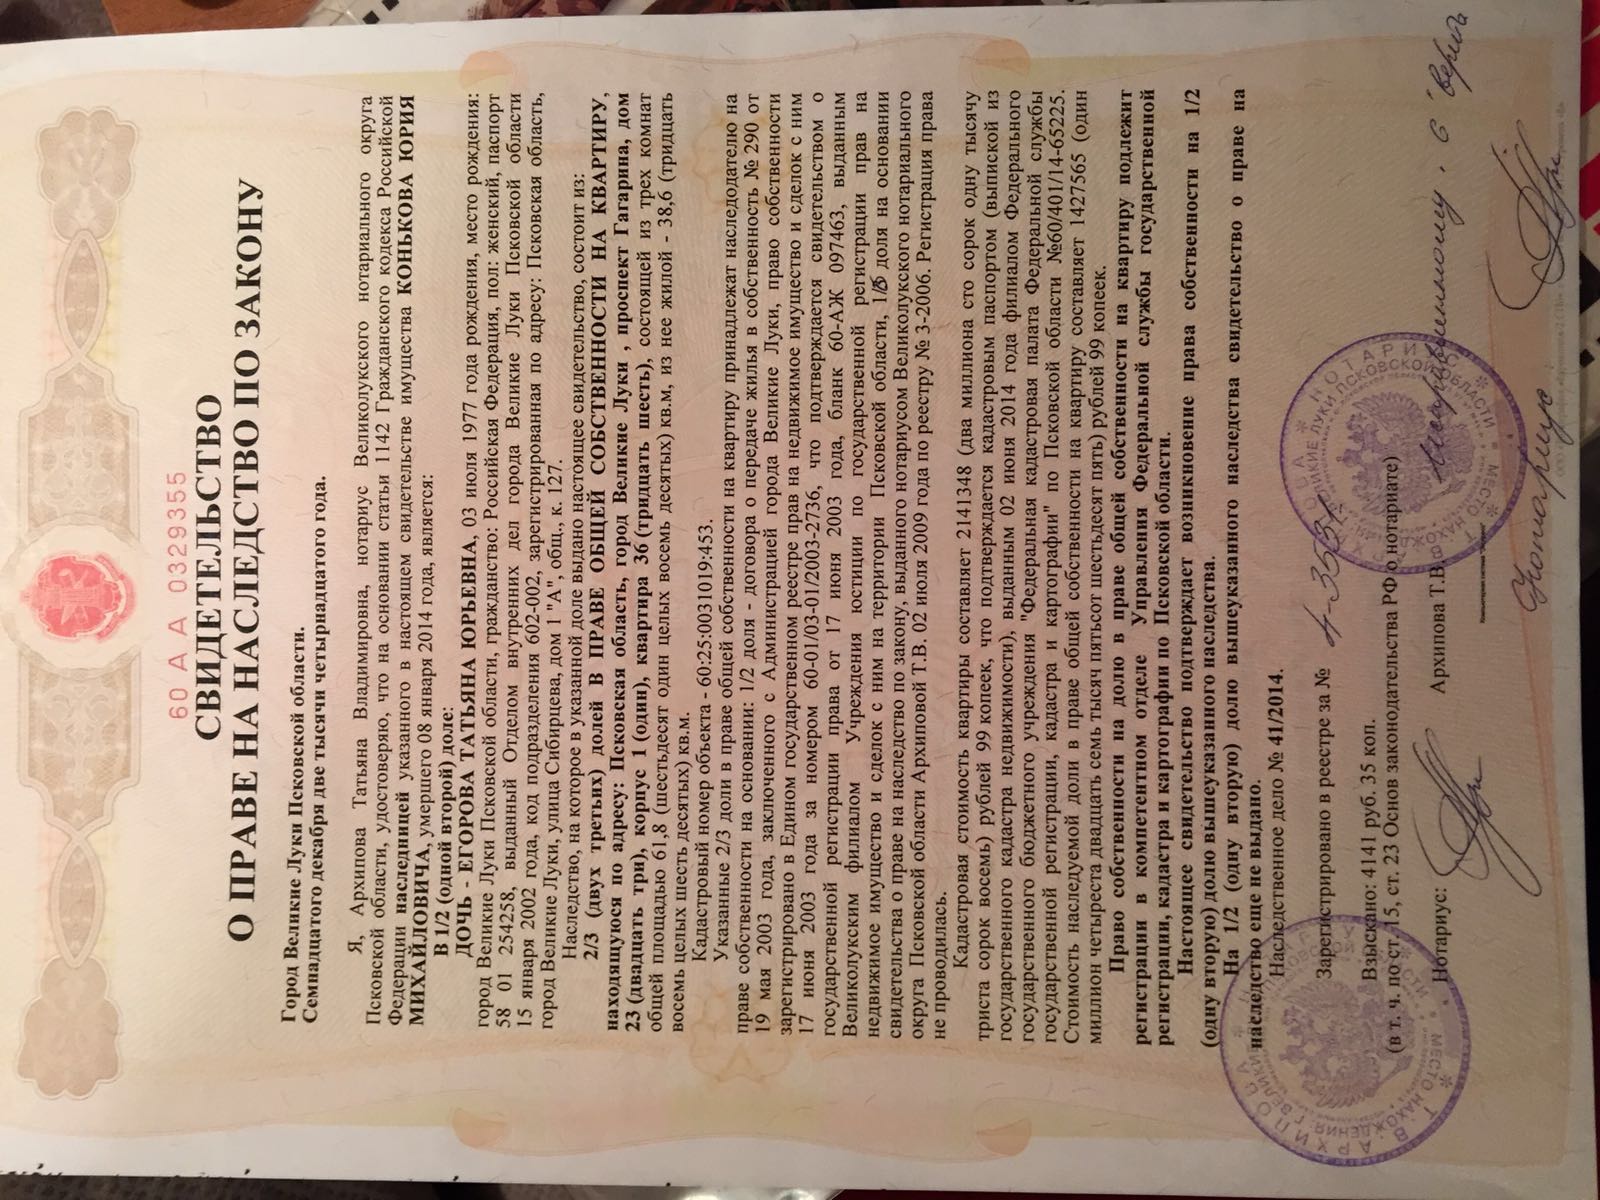 60 А А 0329355
СВИДЕТЕЛЬСТВО
О ПРАВЕ НА НАСЛЕДСТВО ПО ЗАКОНУ
Город Великие Луки Псковской области.
Семнадцатого декабря две тысячи четырнадцатого года.
Я, Архипова Татьяна Владимировна, нотариус Великолукского нотариального округа
Псковской области, удостоверяю, что на основании статьи 1142 Гражданского кодекса Российской
Федерации наследницей указанного в настоящем свидетельстве имущества КОНЬКОВА ЮРИЯ
МИХАЙЛОВИЧА, умершего 08 января 2014 года, является:
В 1/2 (одной второй) доле:
ДОЧЬ - ЕГОРОВА ТАТЬЯНА ЮРЬЕВНА, 03 июля 1977 года рождения, место рождения:
город Великие Луки Псковской области, гражданство: Российская Федерация, пол: женский, паспорт
58 01 254258, выданный Отделом внутренних дел города Великие Луки Псковской области
15 января 2002 года, код подразделения 602-002, зарегистрированная по адресу: Псковская область,
город Великие Луки, улица Сибирцева, дом 1 "А", общ., к. 127.
Наследство, на которое в указанной доле выдано настоящее свидетельство, состоит из:
2/3 (двух третьих) долей В ПРАВЕ ОБЩЕЙ СОБСТВЕННОСТИ НА КВАРТИРУ,
находящуюся по адресу: Псковская область, город Великие Луки , проспект Гагарина, дом
23 (двадцать три), корпус 1 (один), квартира 36 (тридцать шесть), состоящей из трех комнат
общей площадью 61,8 (шестьдесят один целых восемь десятых) кв.м, из нее жилой - 38,6 (тридцать
восемь целых шесть десятых) кв.м.
Кадастровый номер объекта - 60:25:0031019:453.
Указанные 2/3 доли в праве общей собственности на квартиру принадлежат наследодателю на
праве собственности на основании: 1/2 доля - договора о передаче жилья в собственность № 290 от
19 мая 2003 года, заключенного с Администрацией города Великие Луки, право собственности
зарегистрировано в Едином государственном реестре прав на недвижимое имущество и сделок с ним
17 июня 2003 года за номером 60-01/03-01/2003-2736, что подтверждается свидетельством о
государственной регистрации права от 17 июня 2003 года, бланк 60-АЖ 097463, выданным
Великолукским филиалом Учреждения юстиции по государственной регистрации прав на
недвижимое имущество и сделок с ним на территории Псковской области, 1/6 доля на основании
свидетельства о праве на наследство по закону, выданного нотариусом Великолукского нотариального
округа Псковской области Архиповой Т.В. 02 июля 2009 года по реестру № 3-2006. Регистрация права
не проводилась.
Кадастровая стоимость квартиры составляет 2141348 (два миллиона сто сорок одну тысячу
триста сорок восемь) рублей 99 копеек, что подтверждается кадастровым паспортом (выпиской из
государственного кадастра недвижимости), выданным 02 июня 2014 года филиалом Федерального
государственного бюджетного учреждения "Федеральная кадастровая палата Федеральной службы
государственной регистрации, кадастра и картографии" по Псковской области №60/401/14-65225.
Стоимость наследуемой доли в праве общей собственности на квартиру составляет 1427565 (один
миллион четыреста двадцать семь тысяч пятьсот шестьдесят пять) рублей 99 копеек.
Право собственности на долю в праве общей собственности на квартиру подлежит
регистрации в компетентном отделе Управления Федеральной службы государственной
регистрации, кадастра и картографии по Псковской области.
Настоящее свидетельство подтверждает возникновение права собственности на 1/2
(одну вторую) долю вышеуказанного наследства.
На 1/2 (одну вторую) долю вышеуказанного наследства свидетельство о праве на
наследство еще не выдано.
Наследственное дело № 41/2014.
Зарегистрировано в реестре за № 4-3531
Взыскано: 4141 руб. 35 коп.
(в т. ч. по ст. 15, ст. 23 Основ законодательства РФ о нотариате)
Нотариус: Архипова Т.В.
Исправленному "6" верить
Нотариус